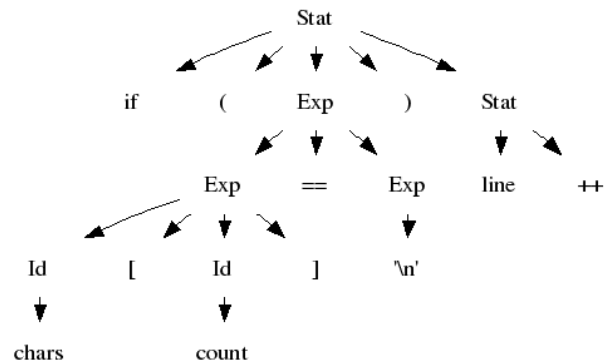 Stat
if ( Exp ) Stat
Exp == Exp line ++
Id [ Id ] '\n'
chars count